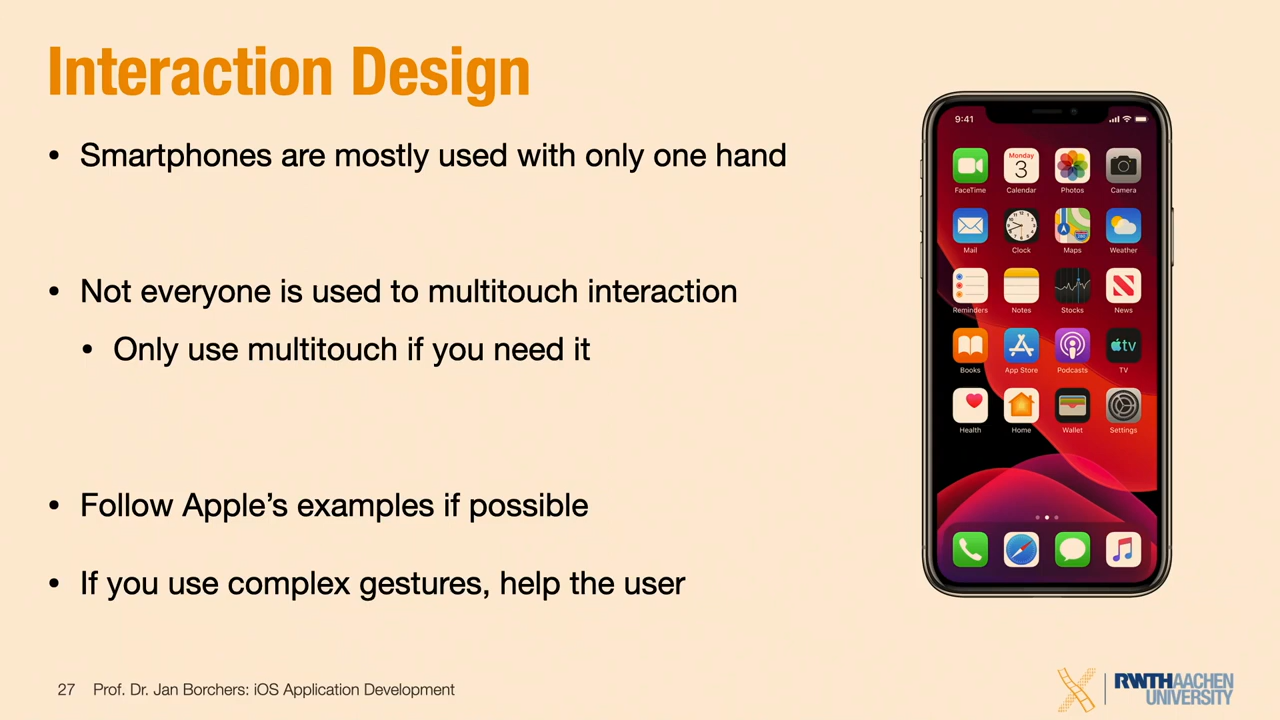 Interaction Design
• Smartphones are mostly used with only one hand
• Not everyone is used to multitouch interaction
• Only use multitouch if you need it
• Follow Apple’s examples if possible
• If you use complex gestures, help the user
9:41
Monday
3
FaceTime Calendar Photos Camera
Mail Clock Maps Weather
Reminders Notes Stocks News
tv
Books App Store Podcasts TV
Health Home Wallet Settings
27 Prof. Dr. Jan Borchers: iOS Application Development
RWTHAACHEN
UNIVERSITY